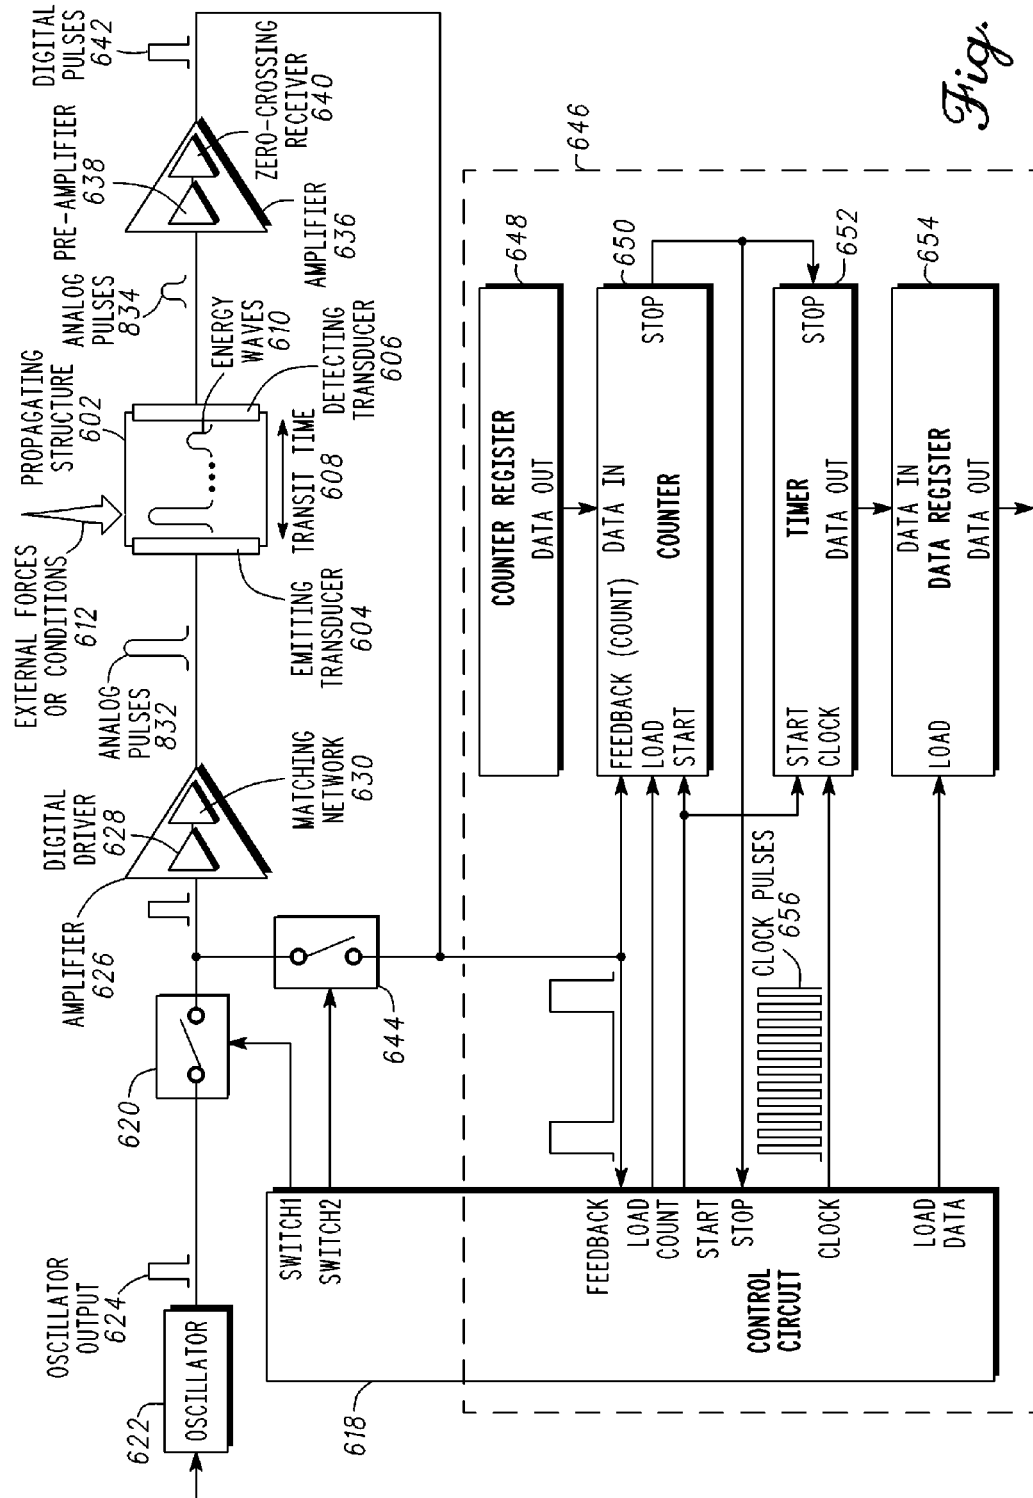 OSCILLATOR
OUTPUT
624
622
OSCILLATOR
620
AMPLIFIER
626
DIGITAL
DRIVER
628
MATCHING
NETWORK
630
ANALOG
PULSES
832
EXTERNAL FORCES
OR CONDITIONS
612
PROPAGATING
STRUCTURE
602
EMITTING
TRANSDUCER
604
TRANSIT TIME
608
ENERGY
WAVES
610
DETECTING
TRANSDUCER
606
ANALOG
PULSES
834
PRE-AMPLIFIER
638
AMPLIFIER
636
ZERO-CROSSING
RECEIVER
640
DIGITAL
PULSES
642
644
646
618
SWITCH1
SWITCH2
FEEDBACK
LOAD
COUNT
START
STOP
CLOCK
LOAD
DATA
CONTROL
CIRCUIT
CLOCK PULSES
656
COUNTER REGISTER
DATA OUT
648
FEEDBACK (COUNT)
LOAD
START
DATA IN
COUNTER
STOP
650
START
CLOCK
TIMER
DATA OUT
STOP
652
LOAD
DATA IN
DATA REGISTER
DATA OUT
654
Fig.